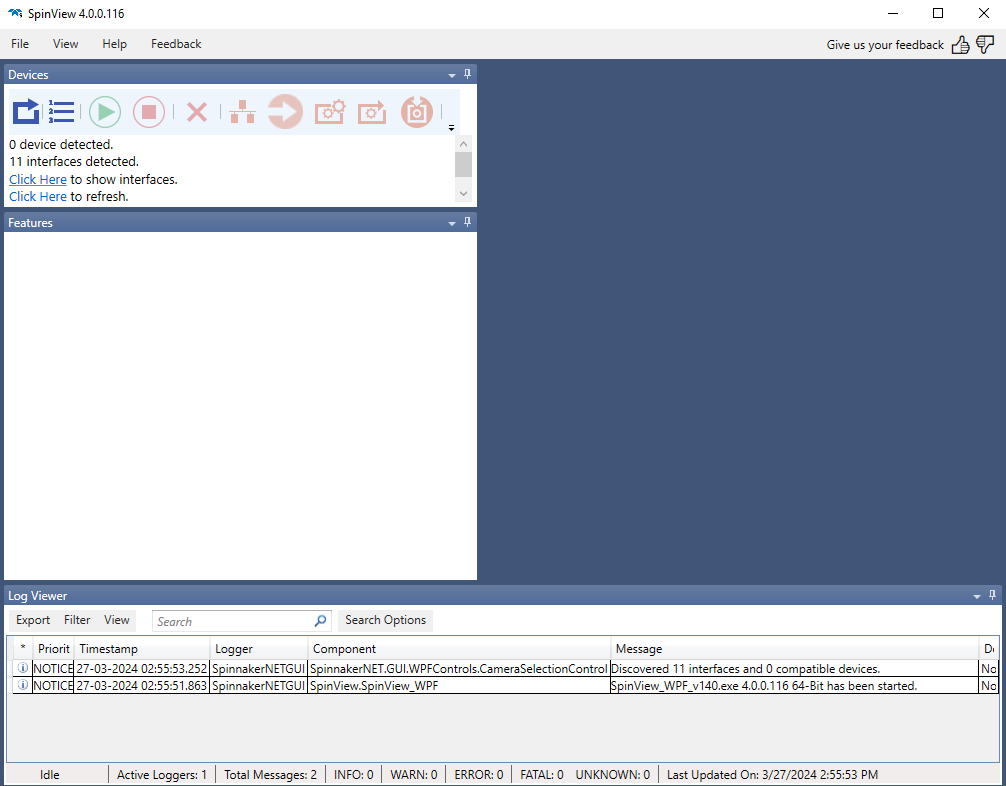 SpinView 4.0.0.116
File View Help Feedback Give us your feedback
Devices
0 device detected.
11 interfaces detected.
Click Here to show interfaces.
Click Here to refresh.
Features
Log Viewer
Export Filter View Search Search Options
* Priorit Timestamp Logger Component Message D
NOTICE 27-03-2024 02:55:53.252 SpinnakerNETGUI SpinnakerNET.GUI.WPFControls.CameraSelectionControl Discovered 11 interfaces and 0 compatible devices. No
NOTICE 27-03-2024 02:55:51.863 SpinnakerNETGUI SpinView.SpinView_WPF SpinView_WPF_v140.exe 4.0.0.116 64-Bit has been started. No
Idle Active Loggers: 1 Total Messages: 2 INFO: 0 WARN: 0 ERROR: 0 FATAL: 0 UNKNOWN: 0 Last Updated On: 3/27/2024 2:55:53 PM